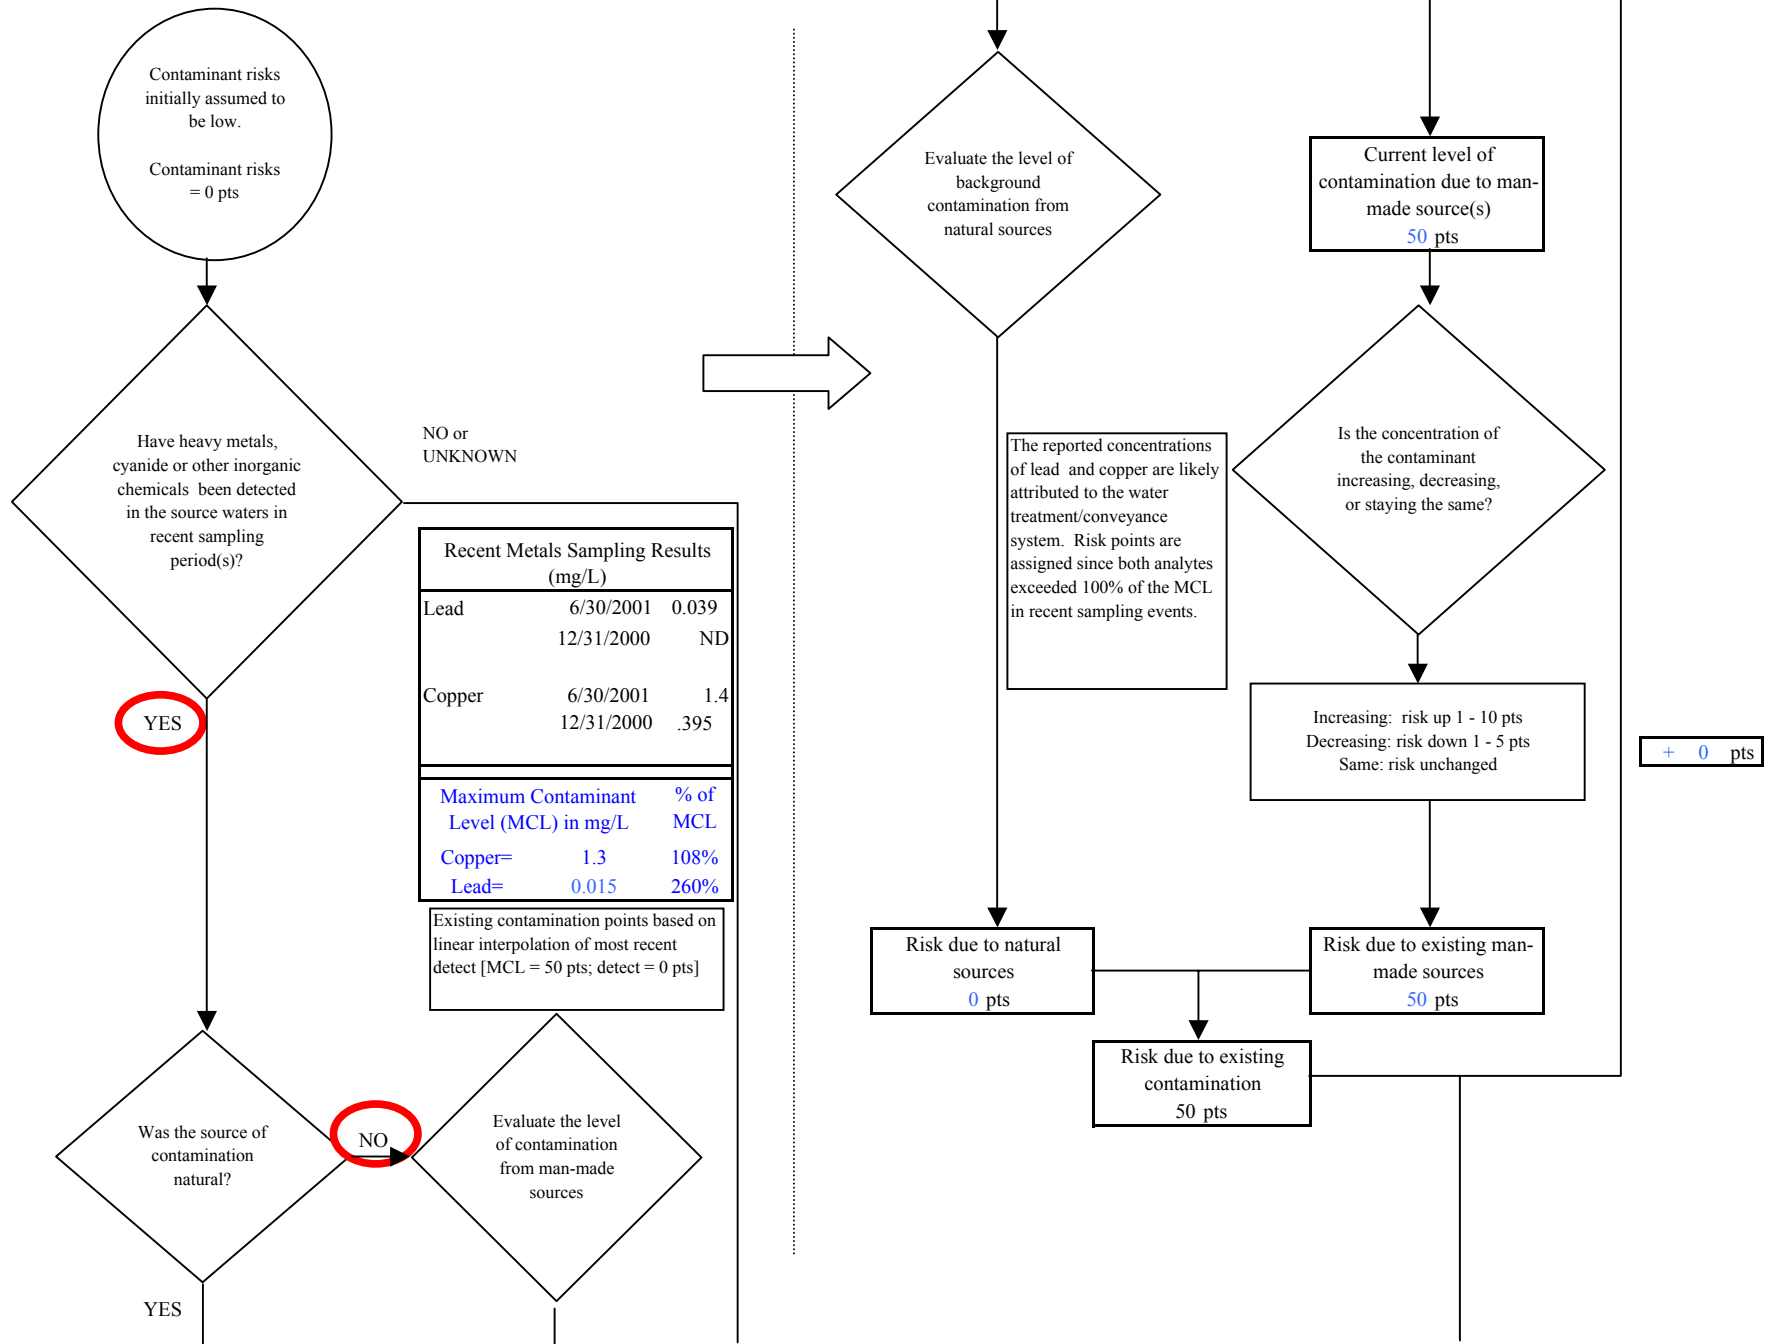 Contaminant risks
initially assumed to
be low.
Contaminant risks
= 0 pts
Have heavy metals,
cyanide or other inorganic
chemicals been detected
in the source waters in
recent sampling
period(s)?
NO or
UNKNOWN
YES
Recent Metals Sampling Results
(mg/L)
Lead 6/30/2001 0.039
12/31/2000 ND
Copper 6/30/2001 1.4
12/31/2000 .395
Maximum Contaminant % of
Level (MCL) in mg/L MCL
Copper= 1.3 108%
Lead= 0.015 260%
Existing contamination points based on
linear interpolation of most recent
detect [MCL = 50 pts; detect = 0 pts]
Was the source of
contamination
natural?
NO
YES
Evaluate the level
of contamination
from man-made
sources
Evaluate the level of
background
contamination from
natural sources
The reported concentrations
of lead and copper are likely
attributed to the water
treatment/conveyance
system. Risk points are
assigned since both analytes
exceeded 100% of the MCL
in recent sampling events.
Current level of
contamination due to man-
made source(s)
50 pts
Is the concentration of
the contaminant
increasing, decreasing,
or staying the same?
Increasing: risk up 1 - 10 pts
Decreasing: risk down 1 - 5 pts
Same: risk unchanged
+ 0 pts
Risk due to natural
sources
0 pts
Risk due to existing man-
made sources
50 pts
Risk due to existing
contamination
50 pts